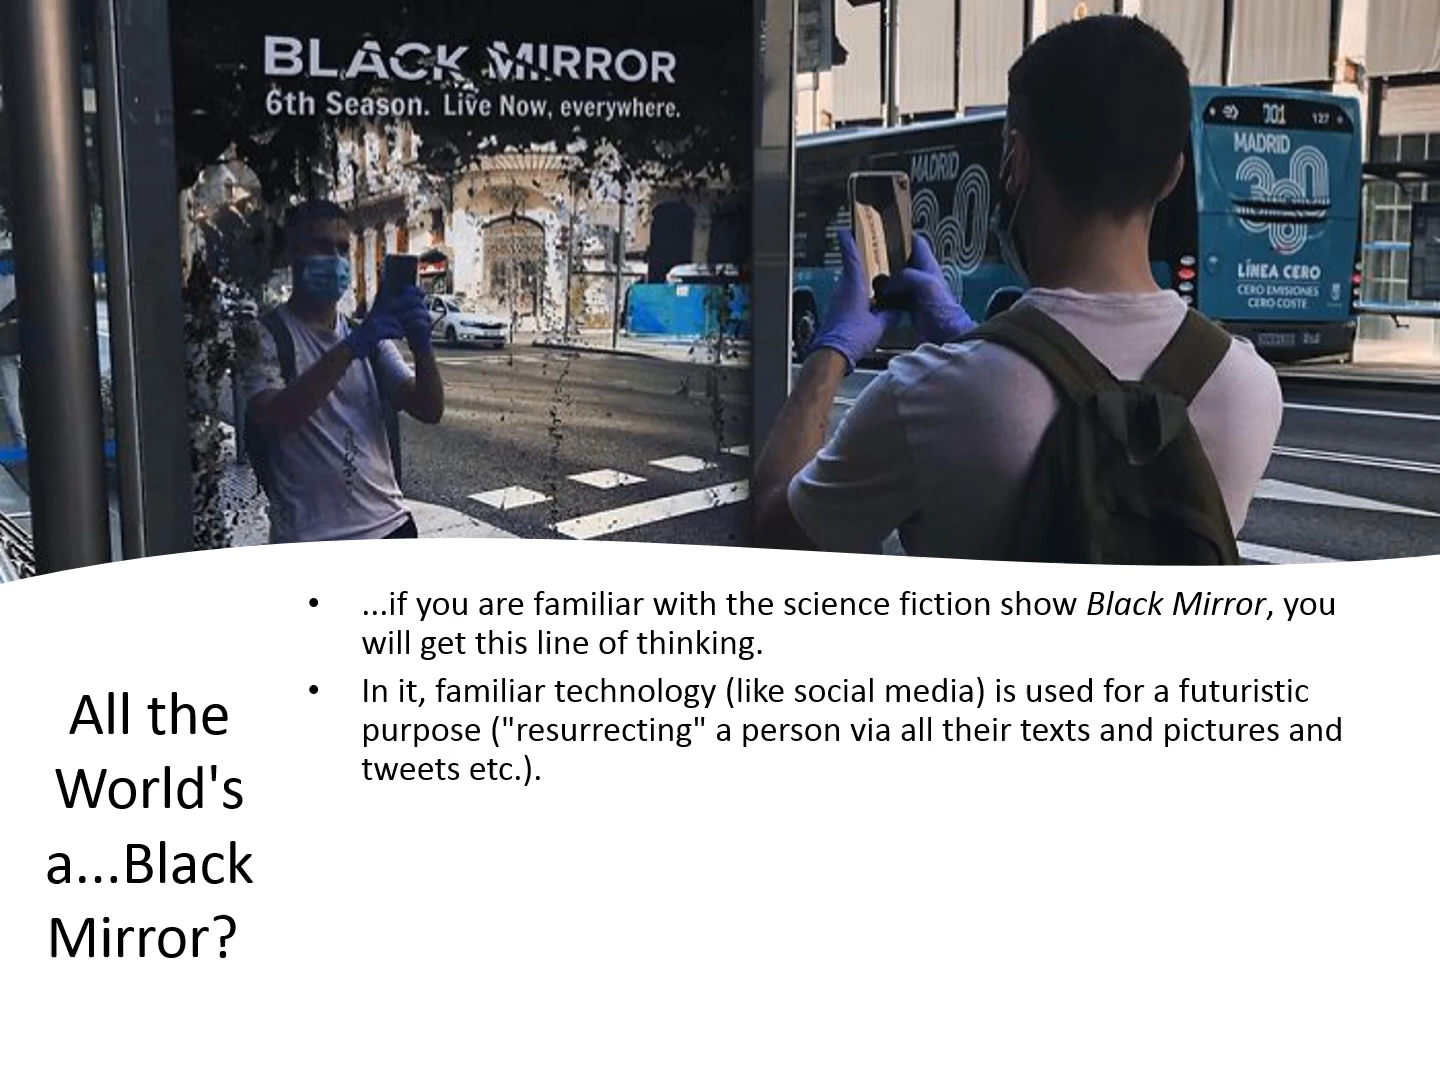 BLACK MIRROR
6th Season. Live Now, everywhere.
001 127
MADRID
MADRID
LÍNEA CERO
CERO EMISIONES
CERO COSTE
All the
World's
a...Black
Mirror?
• ...if you are familiar with the science fiction show Black Mirror, you
will get this line of thinking.
• In it, familiar technology (like social media) is used for a futuristic
purpose ("resurrecting" a person via all their texts and pictures and
tweets etc.).